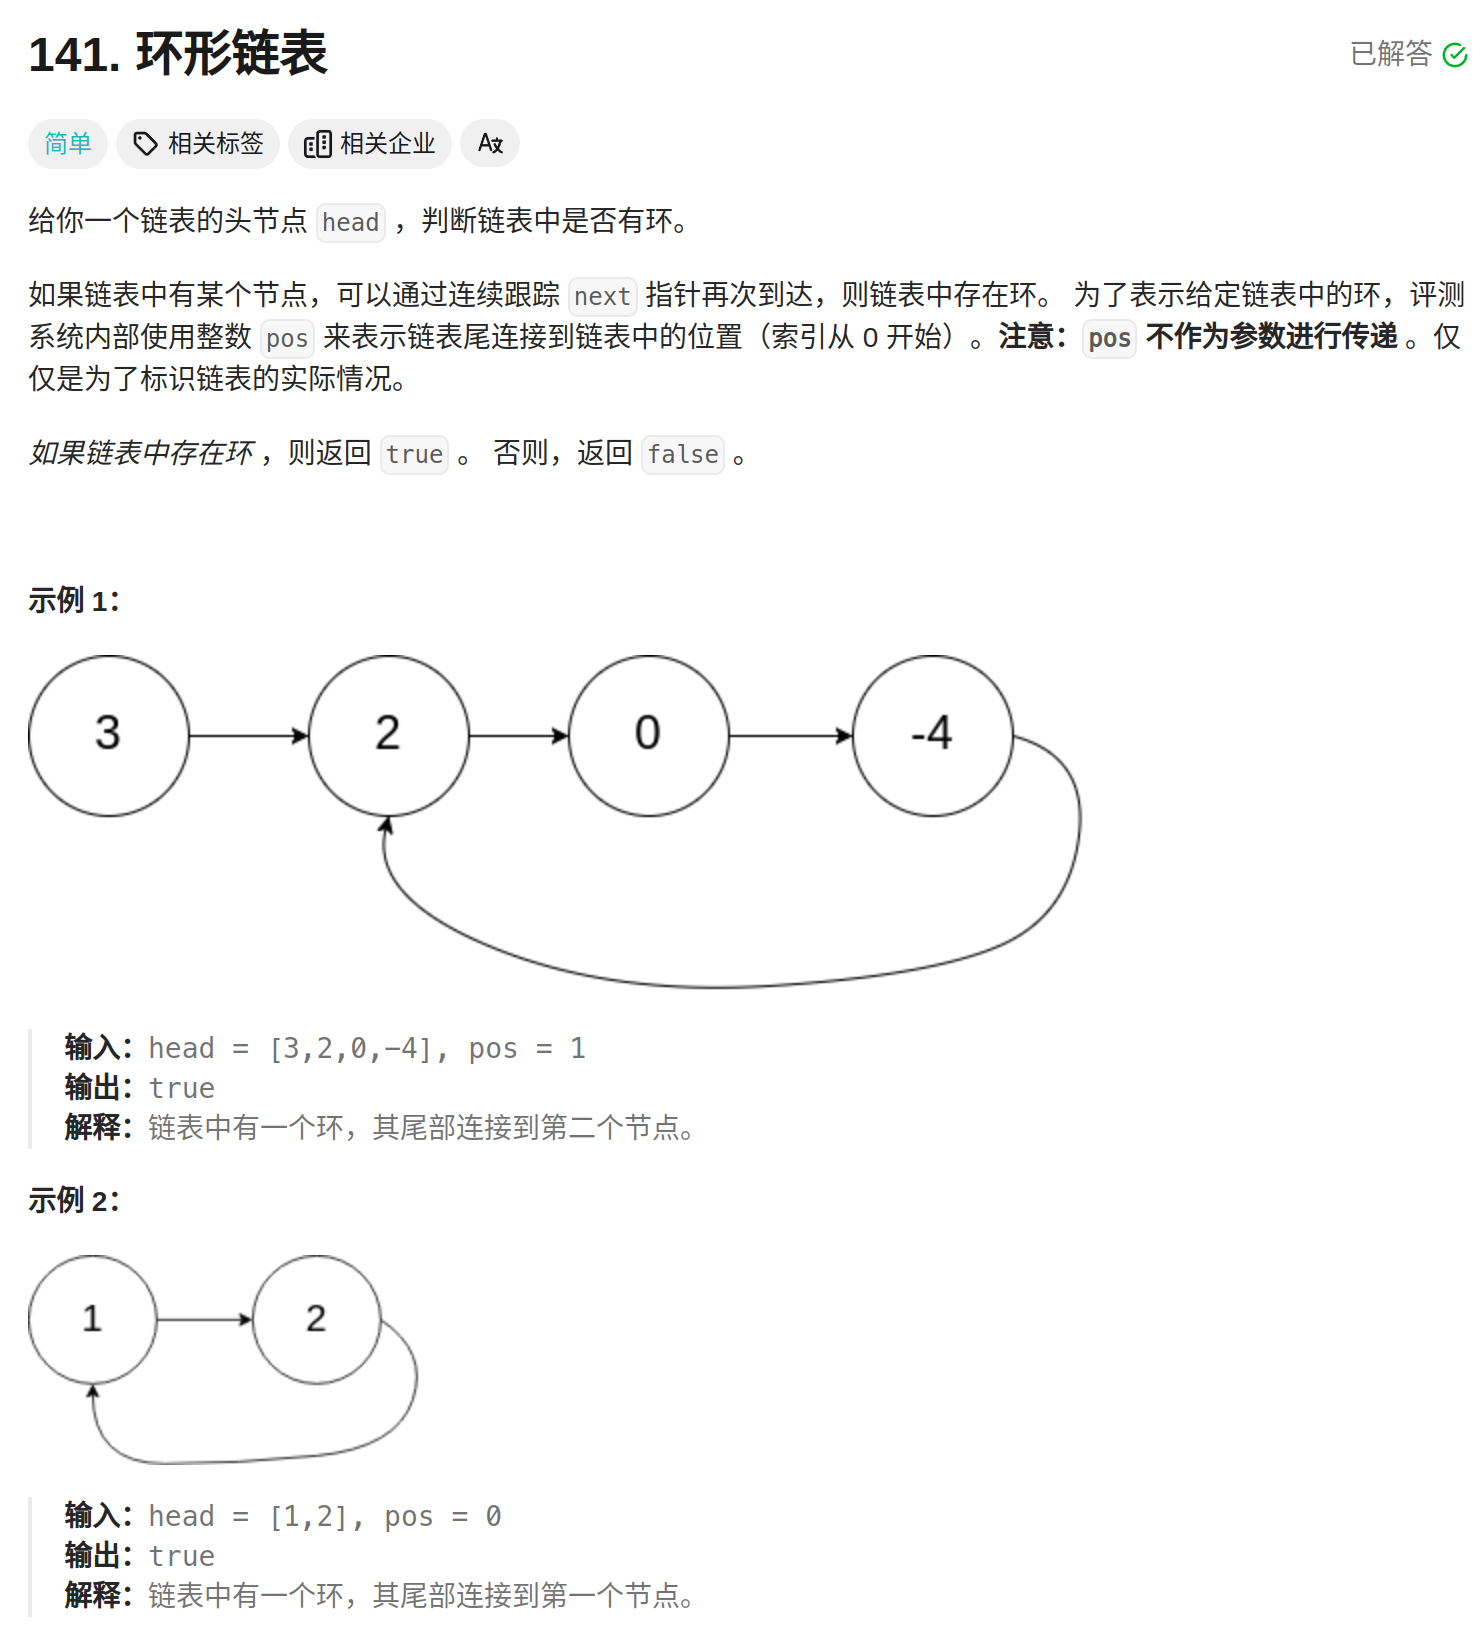 141. 环形链表
已解答
简单 相关标签 相关企业
给你一个链表的头节点 head ，判断链表中是否有环。
如果链表中有某个节点，可以通过连续跟踪 next 指针再次到达，则链表中存在环。 为了表示给定链表中的环，评测
系统内部使用整数 pos 来表示链表尾连接到链表中的位置（索引从 0 开始）。注意：pos 不作为参数进行传递 。仅
仅是为了标识链表的实际情况。
如果链表中存在环 ，则返回 true 。 否则，返回 false 。
示例 1：
3 2 0 -4
输入：head = [3,2,0,-4], pos = 1
输出：true
解释：链表中有一个环，其尾部连接到第二个节点。
示例 2：
1 2
输入：head = [1,2], pos = 0
输出：true
解释：链表中有一个环，其尾部连接到第一个节点。